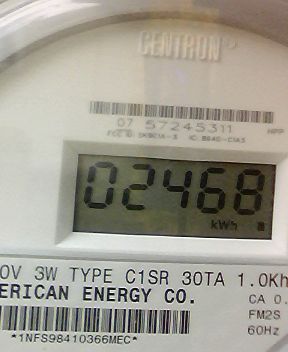 CENTRON
07 57245311
HPP
02468
kWh
0V 3W TYPE C1SR 30TA 1.0Kh
ERICAN ENERGY CO.
CA 0.
FM2S
60Hz
*1NFS98410366MEC*